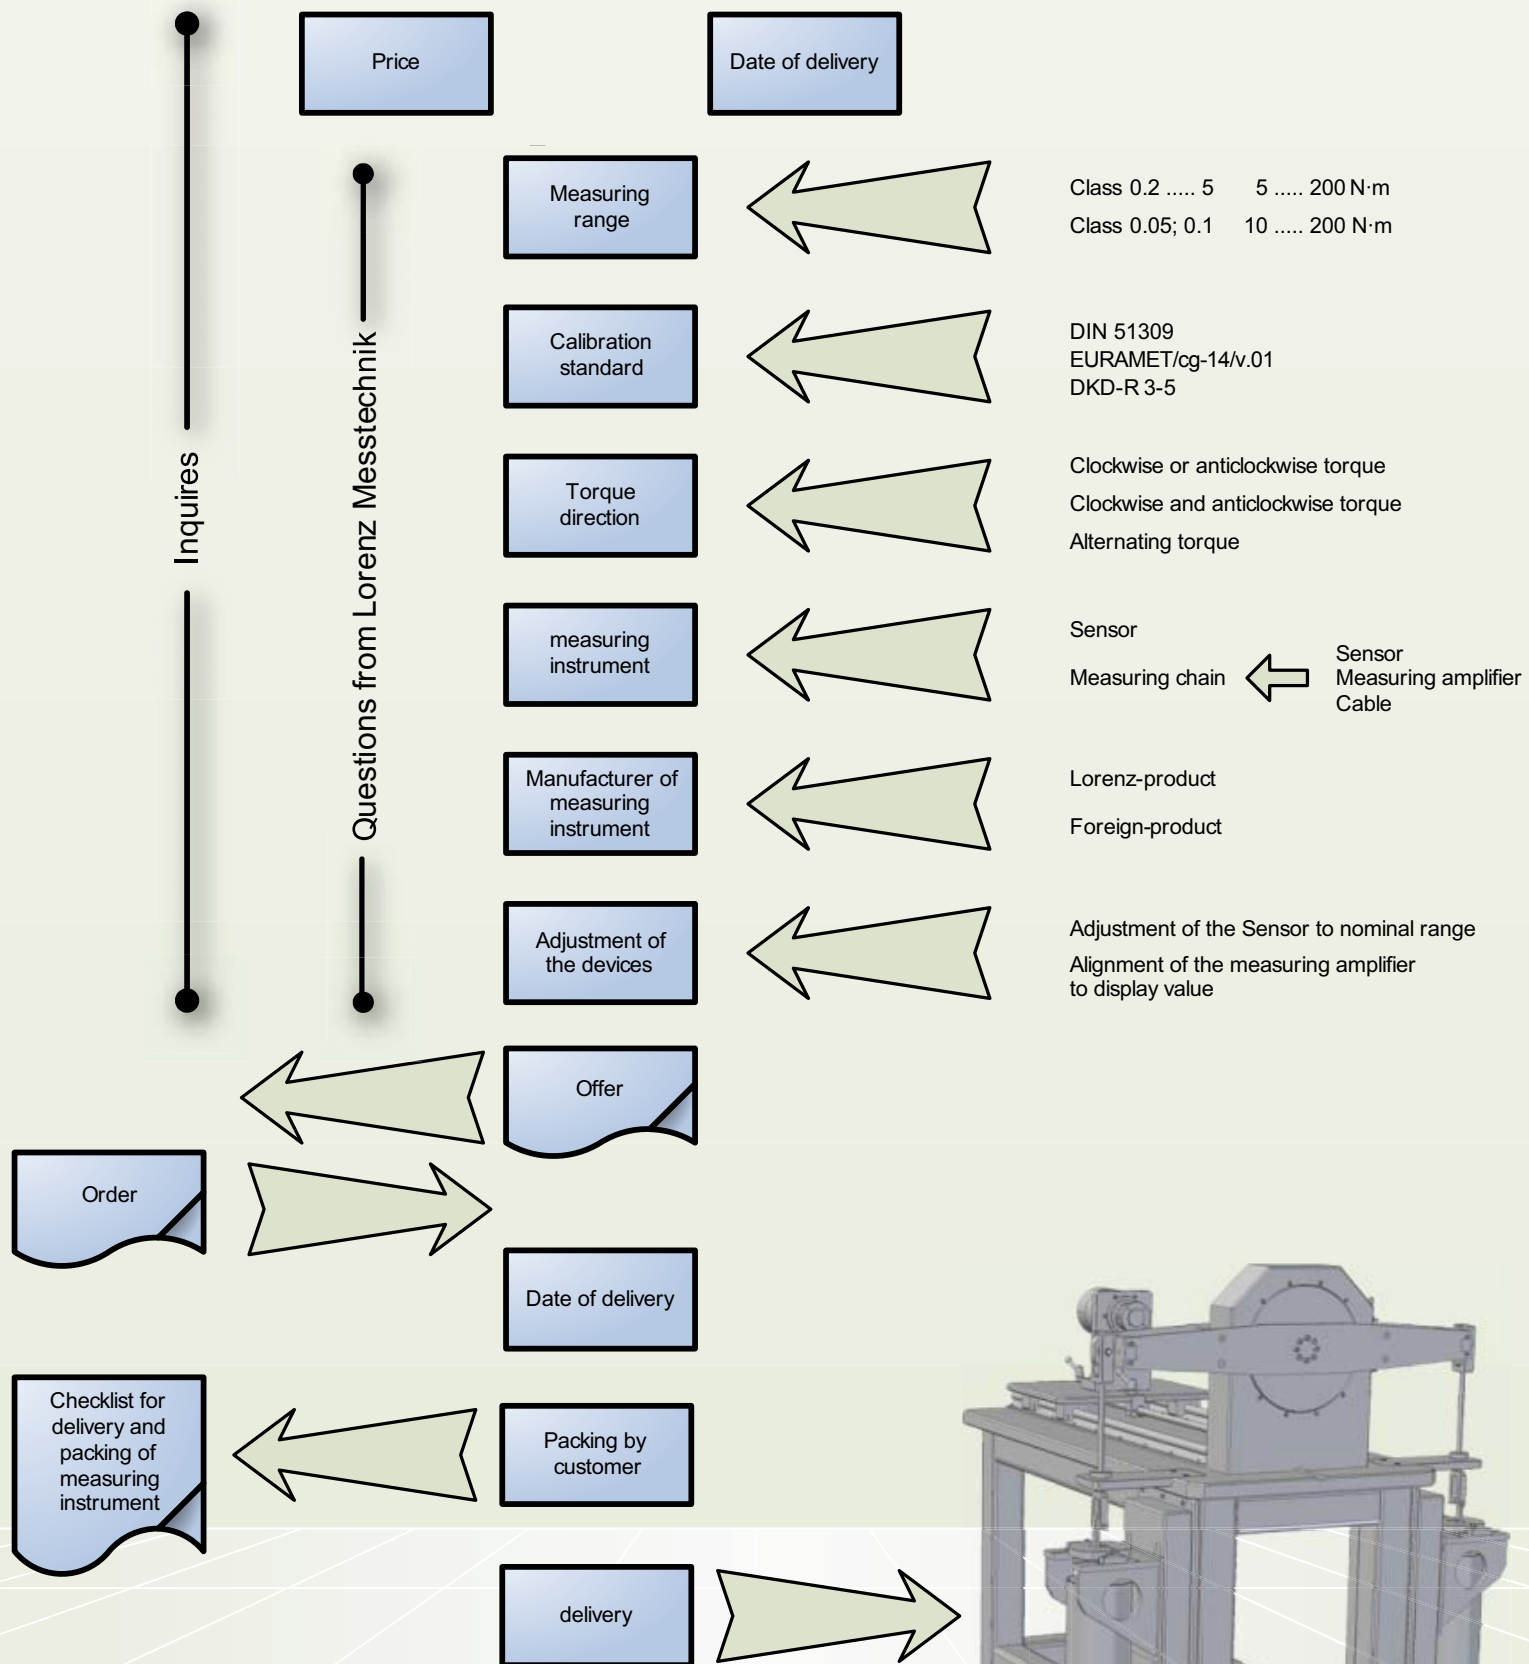 Price
Date of delivery
Inquires
Questions from Lorenz Messtechnik
Measuring
range
Class 0.2 ..... 5 5 ..... 200 N·m
Class 0.05; 0.1 10 ..... 200 N·m
Calibration
standard
DIN 51309
EURAMET/cg-14/v.01
DKD-R 3-5
Torque
direction
Clockwise or anticlockwise torque
Clockwise and anticlockwise torque
Alternating torque
measuring
instrument
Sensor
Measuring chain
Sensor
Measuring amplifier
Cable
Manufacturer of
measuring
instrument
Lorenz-product
Foreign-product
Adjustment of
the devices
Adjustment of the Sensor to nominal range
Alignment of the measuring amplifier
to display value
Offer
Order
Date of delivery
Checklist for
delivery and
packing of
measuring
instrument
Packing by
customer
delivery